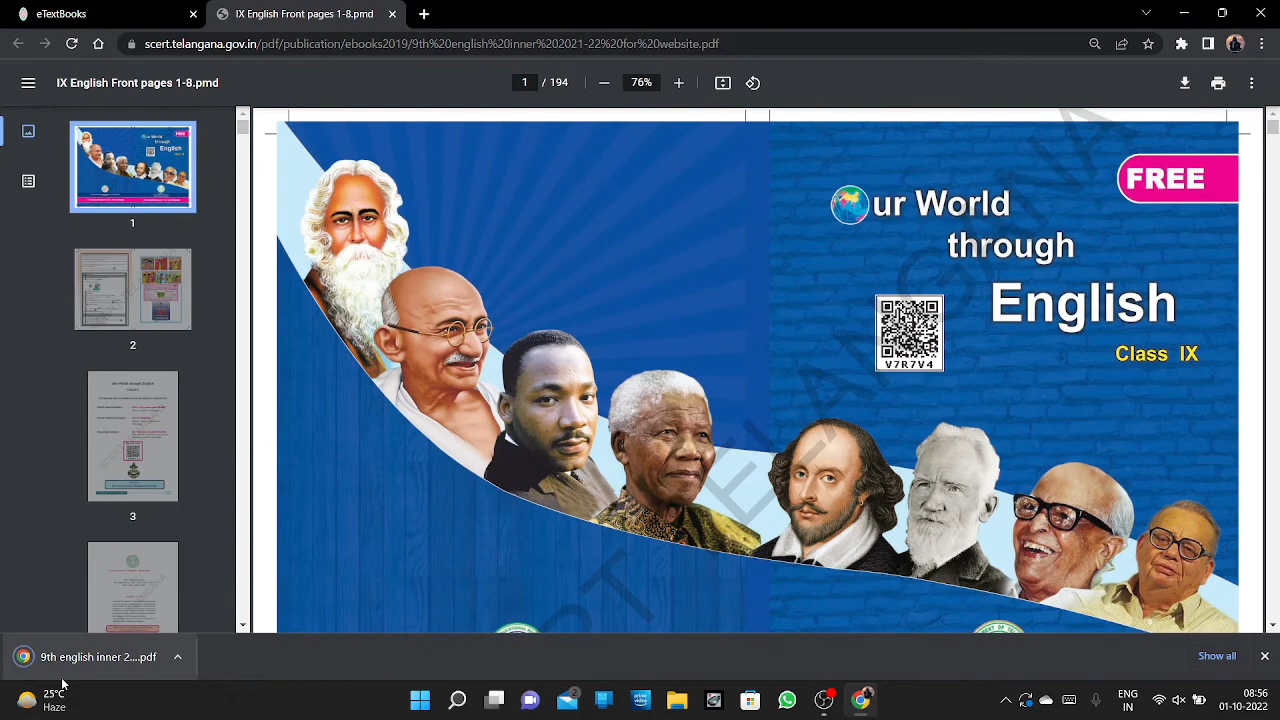 eTextBooks
IX English Front pages 1-8.pmd
scert.telangana.gov.in/pdf/publication/ebooks2019/9th%20english%20inner%202021-22%20for%20website.pdf
IX English Front pages 1-8.pmd
1 / 194
76%
FREE
ur World
through
English
Class IX
V7R7V4
1
2
3
9th english inner 2....pdf
Show all
25°C
धुंधली
2
ENG
IN
08:56
01-10-2022